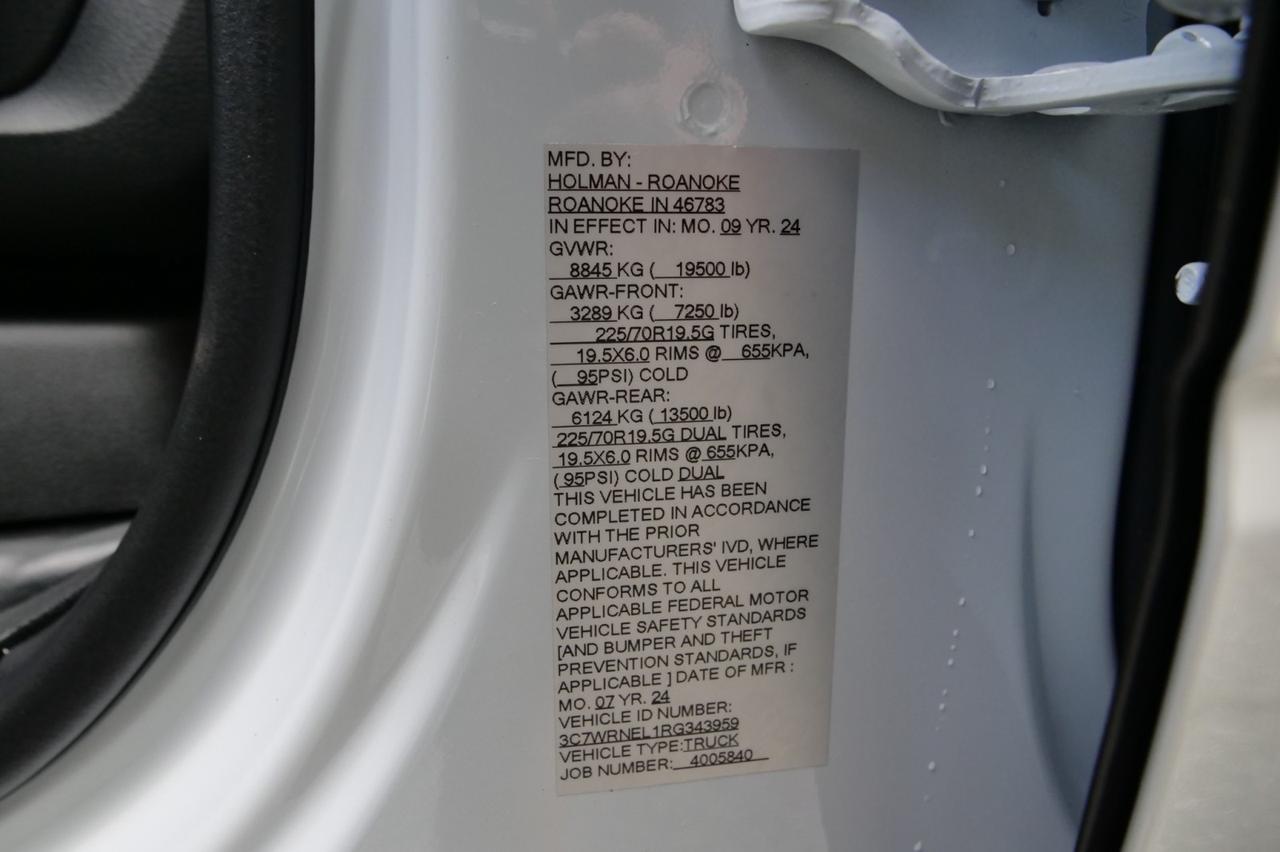 MFD. BY:
HOLMAN - ROANOKE
ROANOKE IN 46783
IN EFFECT IN: MO. 09 YR. 24
GVWR:
8845 KG ( 19500 lb)
GAWR-FRONT:
3289 KG ( 7250 lb)
225/70R19.5G TIRES,
19.5X6.0 RIMS @ 655KPA,
( 95PSI) COLD
GAWR-REAR:
6124 KG ( 13500 lb)
225/70R19.5G DUAL TIRES,
19.5X6.0 RIMS @ 655KPA,
( 95PSI) COLD DUAL
THIS VEHICLE HAS BEEN
COMPLETED IN ACCORDANCE
WITH THE PRIOR
MANUFACTURERS' IVD, WHERE
APPLICABLE. THIS VEHICLE
CONFORMS TO ALL
APPLICABLE FEDERAL MOTOR
VEHICLE SAFETY STANDARDS
[AND BUMPER AND THEFT
PREVENTION STANDARDS, IF
APPLICABLE ] DATE OF MFR :
MO. 07 YR. 24
VEHICLE ID NUMBER:
3C7WRNEL1RG343959
VEHICLE TYPE:TRUCK
JOB NUMBER: 4005840